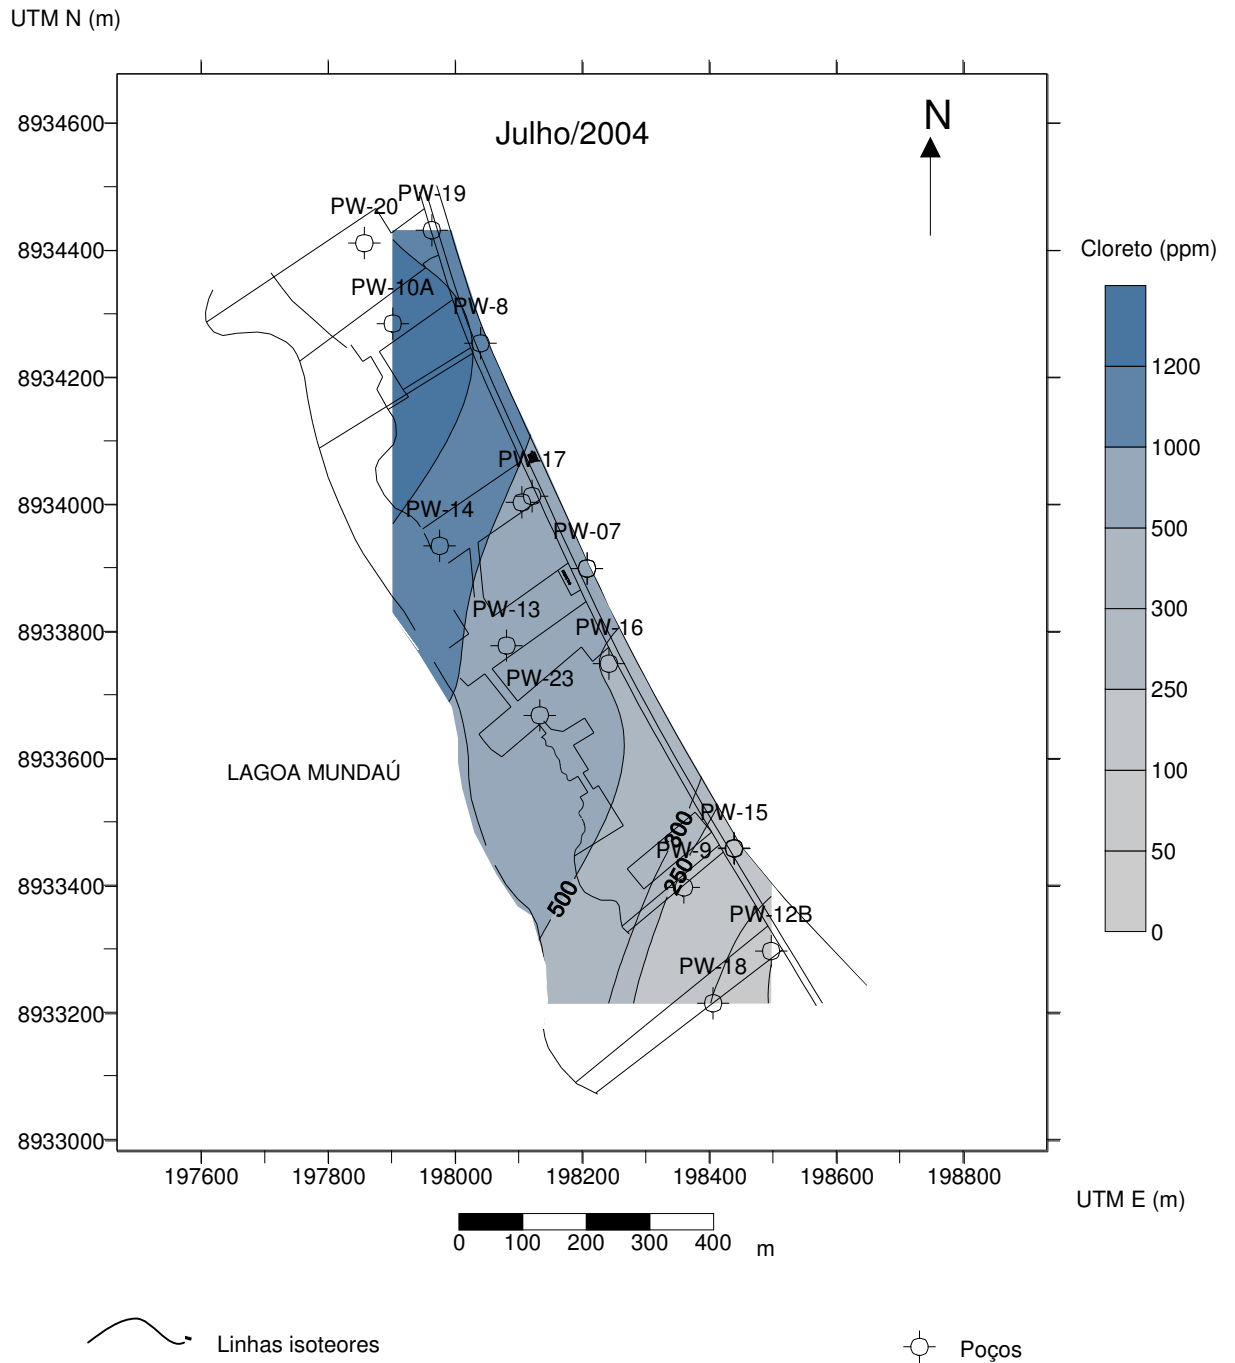 UTM N (m)
Julho/2004
N
8934600
8934400
8934200
8934000
8933800
8933600
8933400
8933200
8933000
PW-19
PW-20
PW-10A
PW-8
PW-17
PW-14
PW-07
PW-13
PW-16
PW-23
LAGOA MUNDAÚ
PW-15
300
PW-9
250
500
PW-12B
PW-18
Cloreto (ppm)
1200
1000
500
300
250
100
50
0
197600 197800 198000 198200 198400 198600 198800
UTM E (m)
0 100 200 300 400 m
Linhas isoteores
Poços